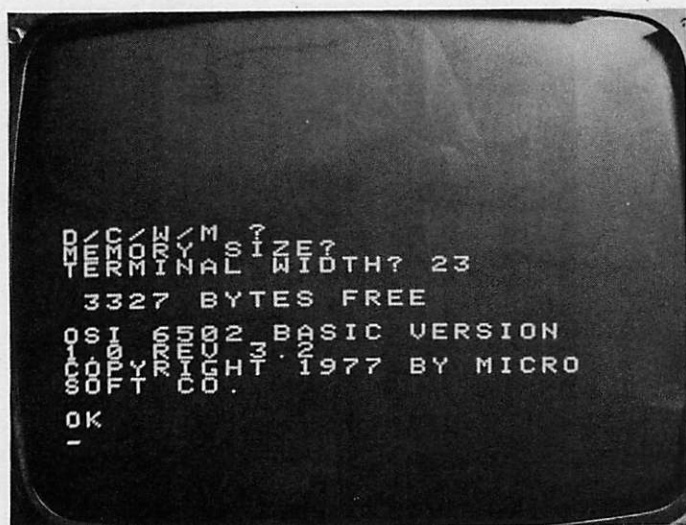 D/C/W/M ?
MEMORY SIZE?
TERMINAL WIDTH? 23
3327 BYTES FREE
OSI 6502 BASIC VERSION
1.0 REV 3.2
COPYRIGHT 1977 BY MICRO
SOFT CO.
OK